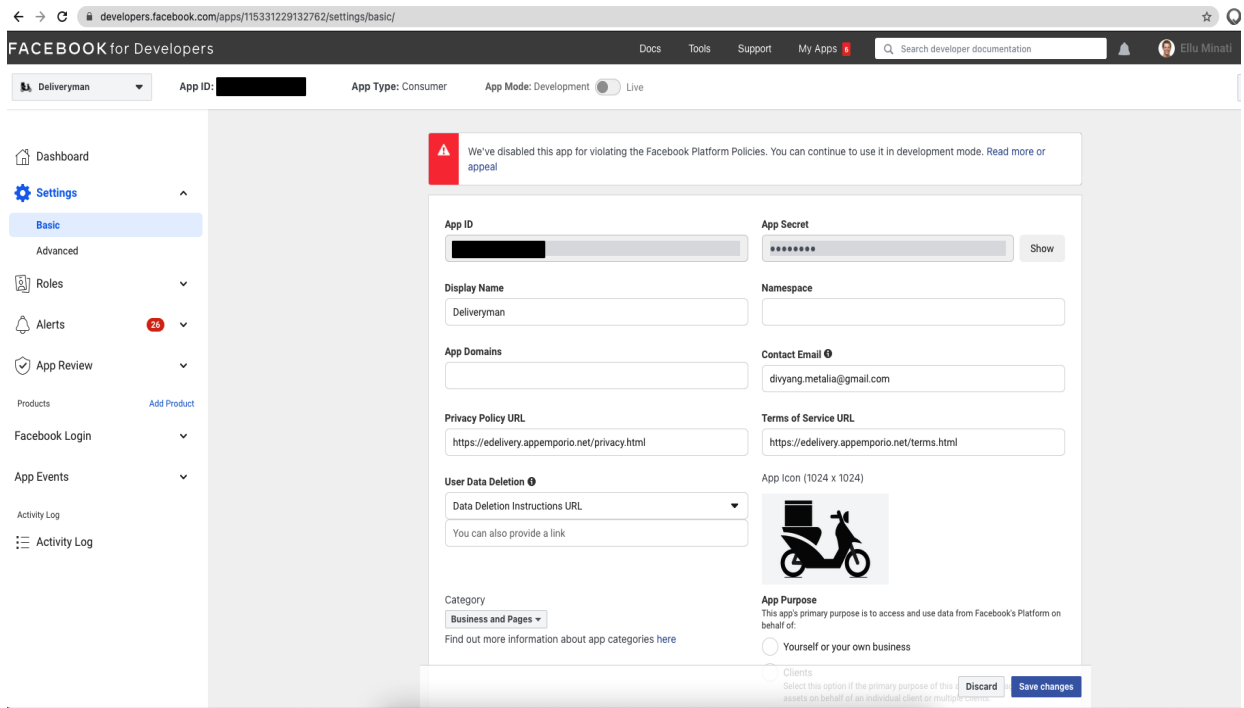 developers.facebook.com/apps/115331229132762/settings/basic/
FACEBOOK for Developers
Docs Tools Support My Apps 6 Search developer documentation Ellu Minati
Deliveryman App ID: App Type: Consumer App Mode: Development Live
Dashboard
Settings
Basic
Advanced
Roles
Alerts 26
App Review
Products Add Product
Facebook Login
App Events
Activity Log
Activity Log
We've disabled this app for violating the Facebook Platform Policies. You can continue to use it in development mode. Read more or
appeal
App ID App Secret
•••••••• Show
Display Name Namespace
Deliveryman
App Domains Contact Email
divyang.metalia@gmail.com
Privacy Policy URL Terms of Service URL
https://edelivery.appemporio.net/privacy.html https://edelivery.appemporio.net/terms.html
User Data Deletion App Icon (1024 x 1024)
Data Deletion Instructions URL
You can also provide a link
Category App Purpose
This app's primary purpose is to access and use data from Facebook's Platform on
behalf of:
Business and Pages
Find out more information about app categories here
Yourself or your own business
Clients
Select this option if the primary purpose of this
assets on behalf of an individual client or multiple clients.
Discard Save changes